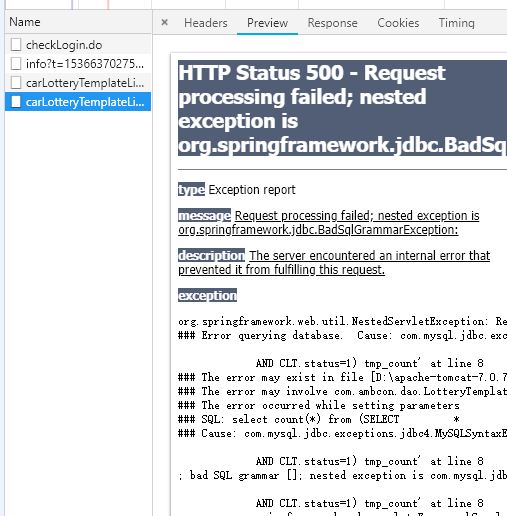 Name
Headers Preview Response Cookies Timing
checkLogin.do
info?t=15366370275...
carLotteryTemplateLi...
carLotteryTemplateLi...
HTTP Status 500 - Request
processing failed; nested
exception is
org.springframework.jdbc.BadSq
type Exception report
message Request processing failed; nested exception is
org.springframework.jdbc.BadSqlGrammarException:
description The server encountered an internal error that
prevented it from fulfilling this request.
exception
org.springframework.web.util.NestedServletException: Re
### Error querying database. Cause: com.mysql.jdbc.exc
AND CLT.status=1) tmp_count' at line 8
### The error may exist in file [D:\apache-tomcat-7.0.7
### The error may involve com.ambcon.dao.LotteryTemplat
### The error occurred while setting parameters
### SQL: select count(*) from (SELECT *
### Cause: com.mysql.jdbc.exceptions.jdbc4.MySQLSyntaxE
AND CLT.status=1) tmp_count' at line 8
; bad SQL grammar []; nested exception is com.mysql.jdb
AND CLT.status=1) tmp_count' at line 8